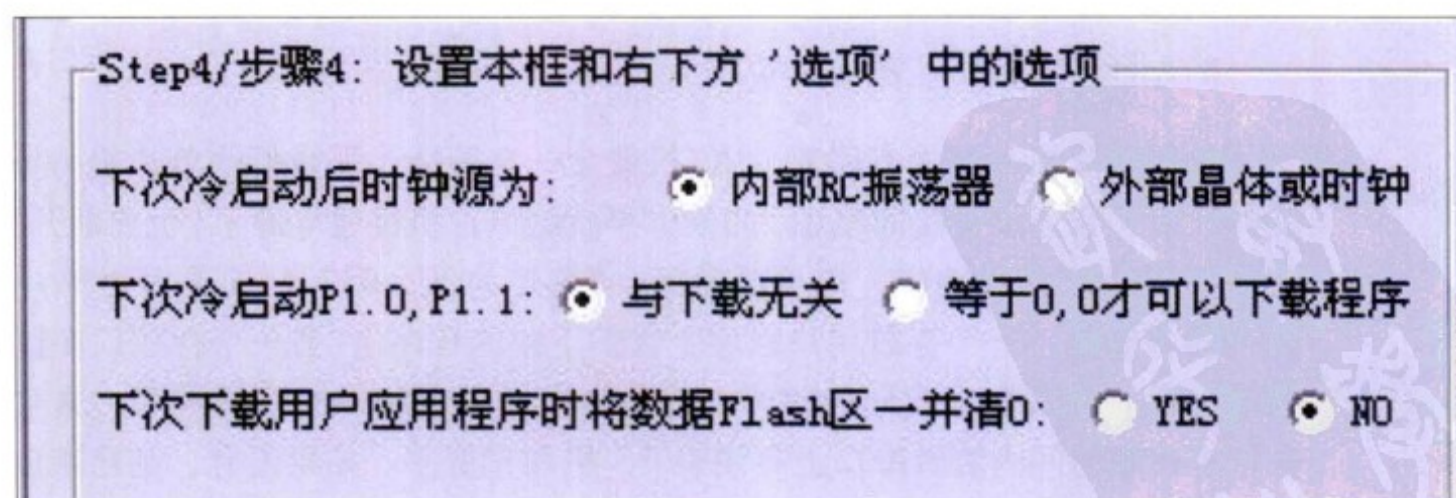 Step4/步骤4: 设置本框和右下方 '选项' 中的选项
下次冷启动后时钟源为: 内部RC振荡器 外部晶体或时钟
下次冷启动P1.0,P1.1: 与下载无关 等于0,0才可以下载程序
下次下载用户应用程序时将数据Flash区一并清0: YES NO